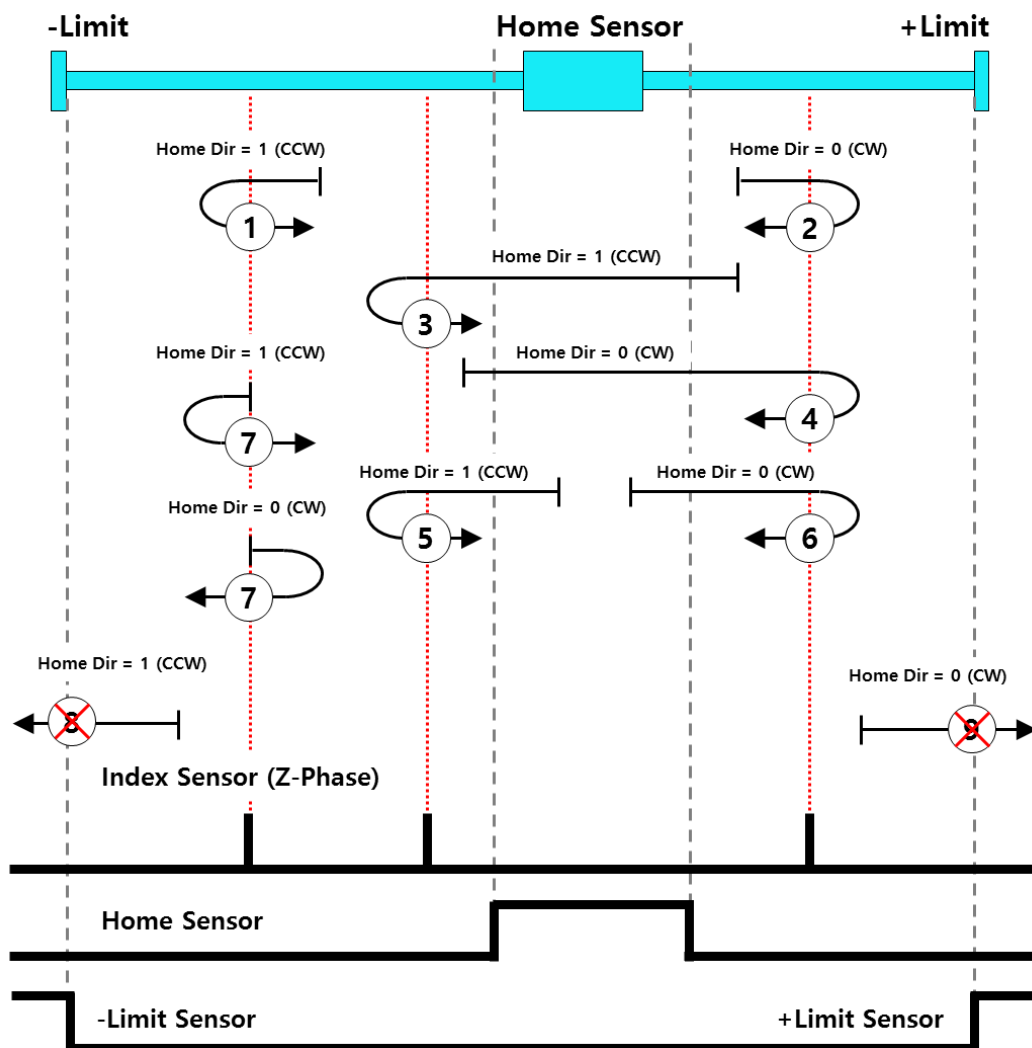 -Limit
Home Sensor
+Limit
Home Dir = 1 (CCW)
Home Dir = 0 (CW)
1
2
Home Dir = 1 (CCW)
3
Home Dir = 1 (CCW)
Home Dir = 0 (CW)
4
7
Home Dir = 1 (CCW)
Home Dir = 0 (CW)
Home Dir = 0 (CW)
5
6
7
Home Dir = 1 (CCW)
Home Dir = 0 (CW)
8
9
Index Sensor (Z-Phase)
Home Sensor
-Limit Sensor
+Limit Sensor